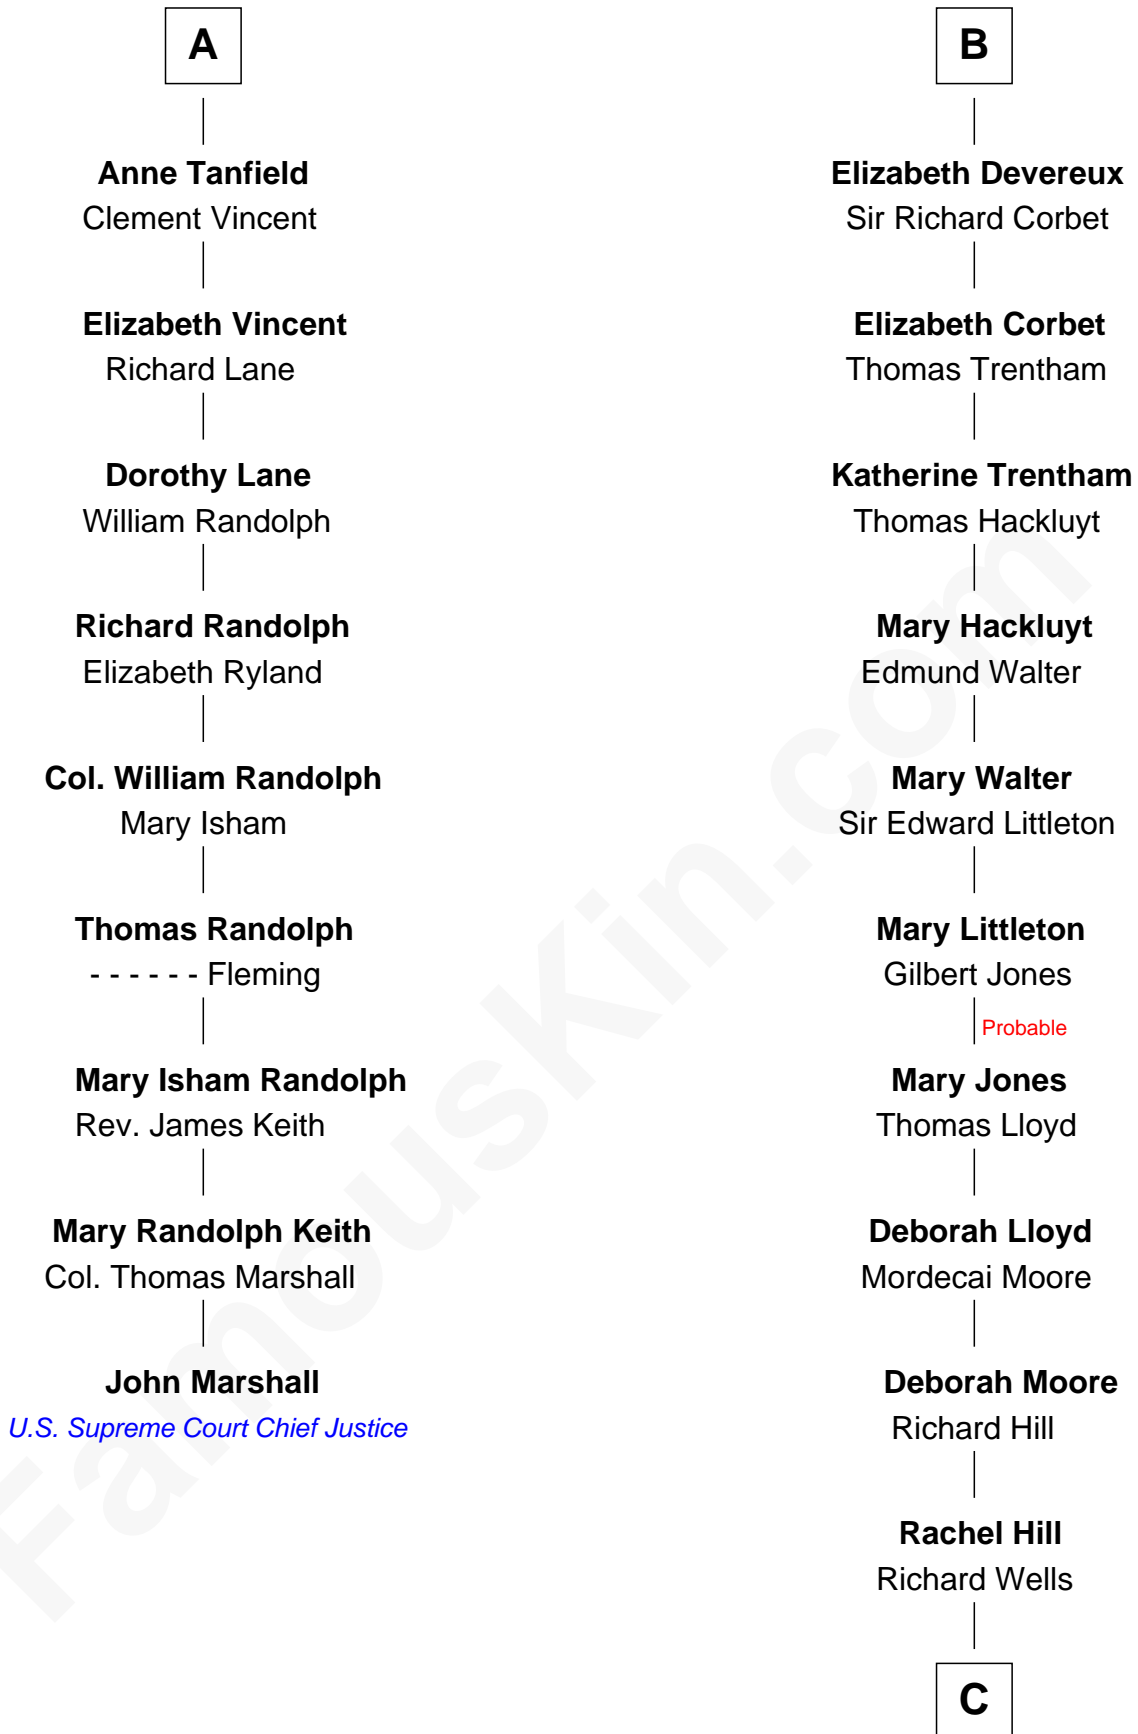 A
Anne Tanfield
Clement Vincent
Elizabeth Vincent
Richard Lane
Dorothy Lane
William Randolph
Richard Randolph
Elizabeth Ryland
Col. William Randolph
Mary Isham
Thomas Randolph
- - - - - - Fleming
Mary Isham Randolph
Rev. James Keith
Mary Randolph Keith
Col. Thomas Marshall
John Marshall
U.S. Supreme Court Chief Justice
B
Elizabeth Devereux
Sir Richard Corbet
Elizabeth Corbet
Thomas Trentham
Katherine Trentham
Thomas Hackluyt
Mary Hackluyt
Edmund Walter
Mary Walter
Sir Edward Littleton
Mary Littleton
Gilbert Jones
Probable
Mary Jones
Thomas Lloyd
Deborah Lloyd
Mordecai Moore
Deborah Moore
Richard Hill
Rachel Hill
Richard Wells
C
FamousKin.com